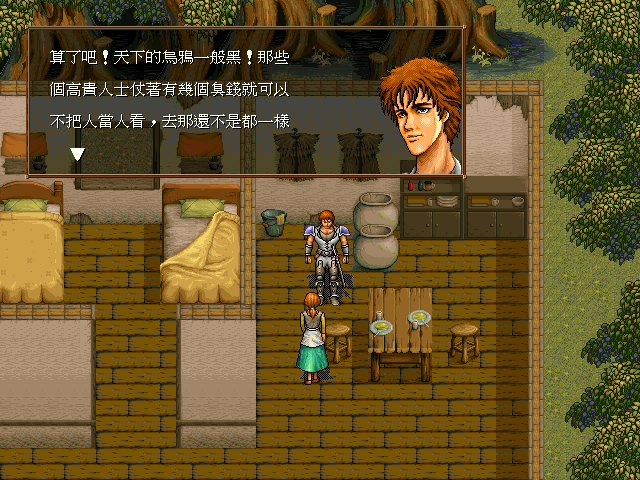 算了吧！天下的烏鴉一般黑！那些
個高貴人士仗著有幾個臭錢就可以
不把人當人看，去那還不是都一樣